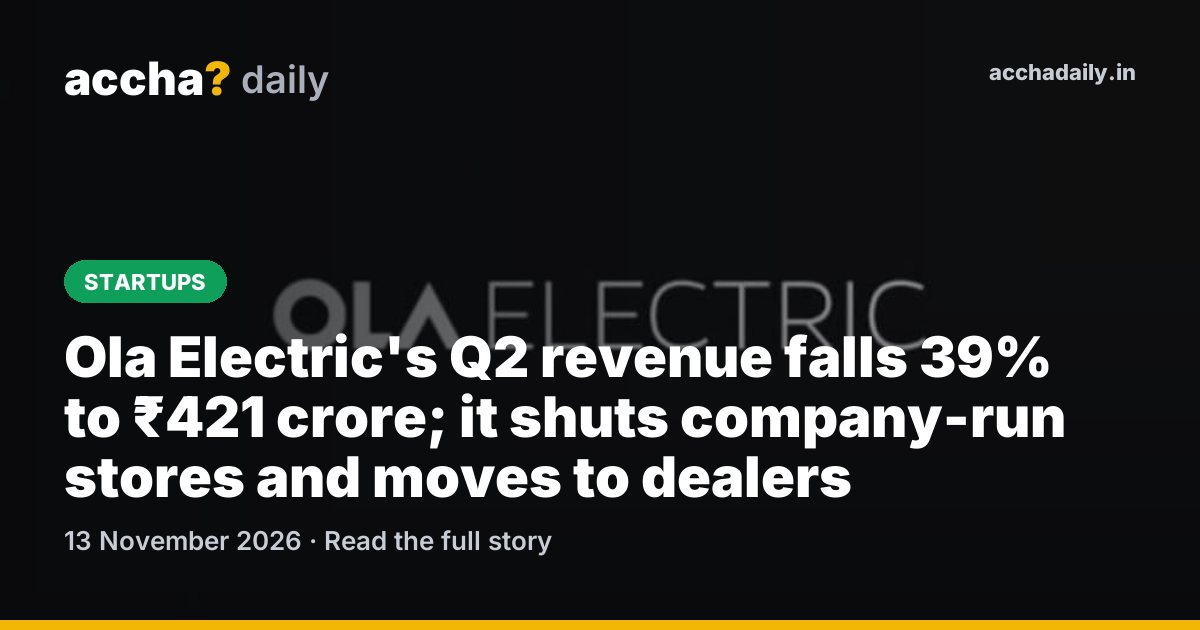 accha? daily
acchadaily.in
STARTUPS
OLA ELECTRIC
Ola Electric's Q2 revenue falls 39%
to ₹421 crore; it shuts company-run
stores and moves to dealers
13 November 2026 · Read the full story